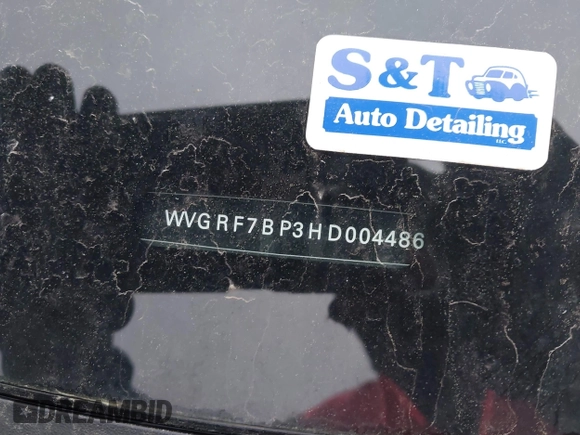 S&T
Auto Detailing
LLC.
WVGRF7BP3HD004486
DREAMBID